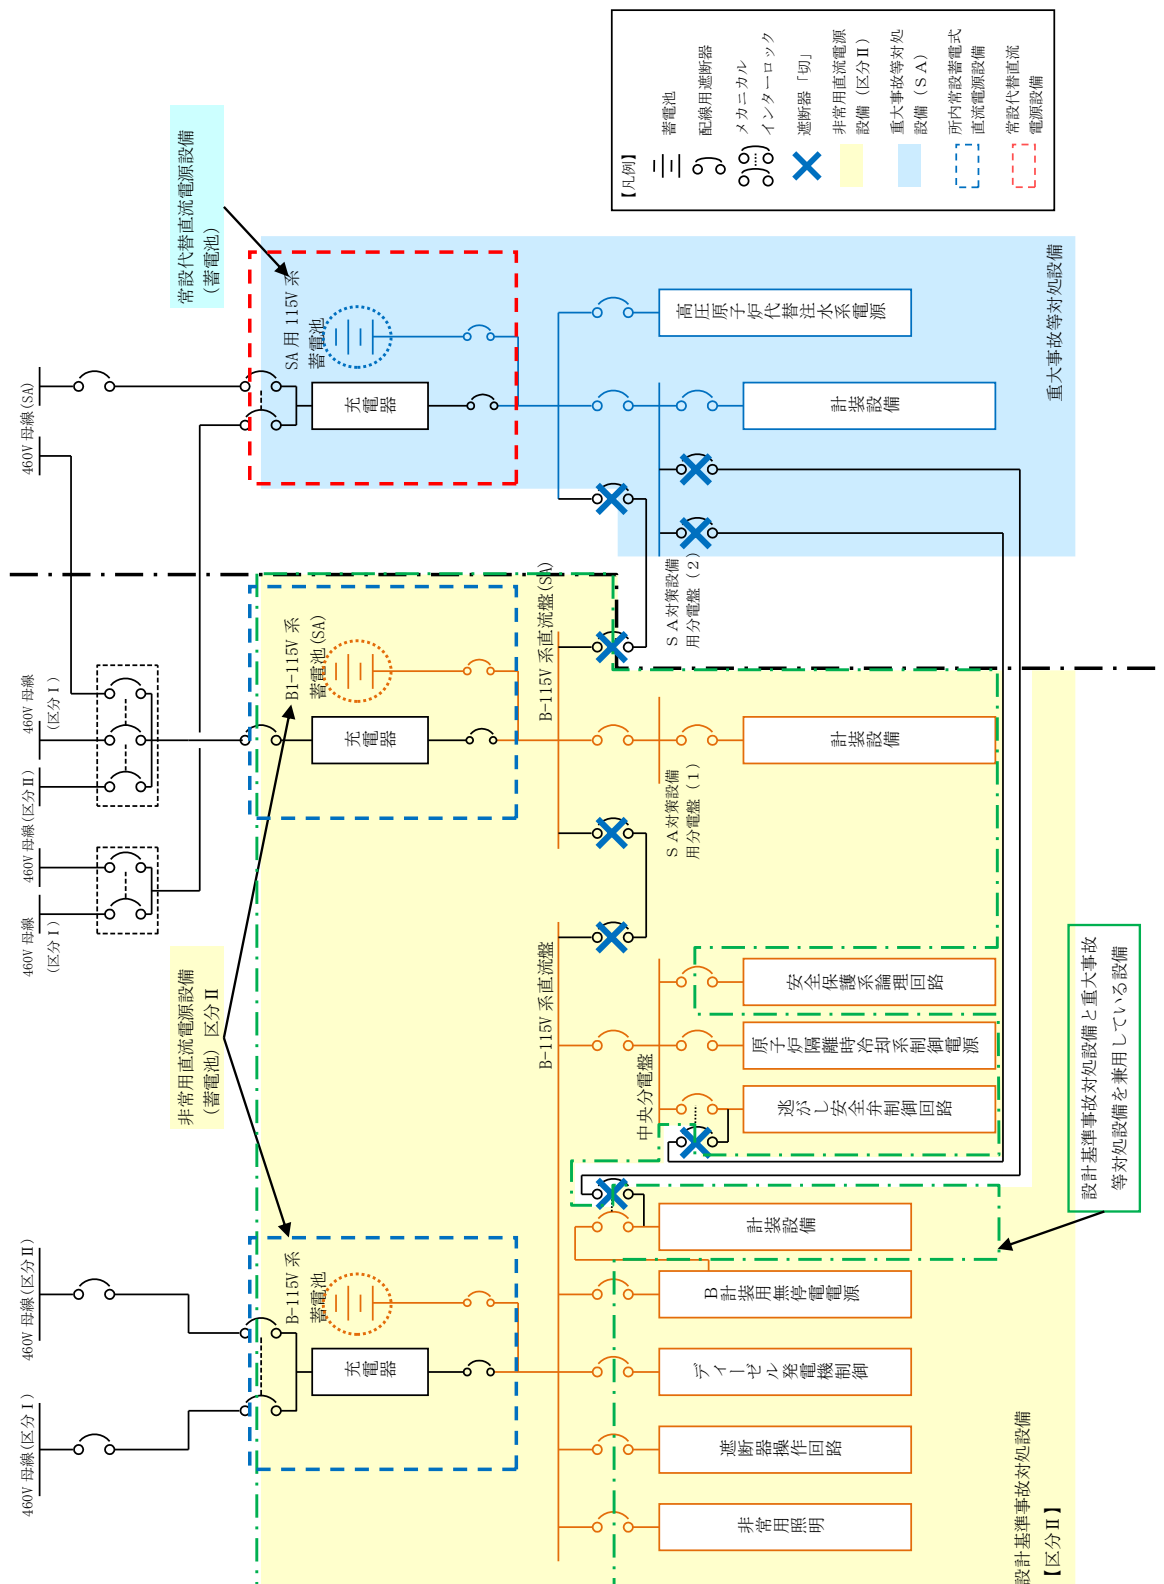 【凡例】
蓄電池
配線用遮断器
メカニカル
インターロック
遮断器「切」
非常用直流電源
設備（区分Ⅱ）
重大事故等対処
設備（ＳＡ）
所内常設蓄電式
直流電源設備
常設代替直流
電源設備
常設代替直流電源設備
（蓄電池）
460V 母線(SA)
SA 用 115V 系
蓄電池
充電器
高圧原子炉代替注水系電源
計装設備
重大事故等対処設備
ＳＡ対策設備
用分電盤（2）
460V 母線
（区分Ⅰ）
460V 母線(区分Ⅱ)
460V 母線
（区分Ⅰ）
B1-115V 系
蓄電池(SA)
充電器
B-115V 系直流盤(SA)
計装設備
ＳＡ対策設備
用分電盤（1）
非常用直流電源設備
（蓄電池）区分Ⅱ
B-115V 系直流盤
中央分電盤
安全保護系論理回路
原子炉隔離時冷却系制御電源
逃がし安全弁制御回路
設計基準事故対処設備と重大事故
等対処設備を兼用している設備
460V 母線(区分Ⅱ)
460V 母線(区分Ⅰ)
B-115V 系
蓄電池
充電器
計装設備
B 計装用無停電電源
ディーゼル発電機制御
遮断器操作回路
非常用照明
設計基準事故対処設備
【区分Ⅱ】